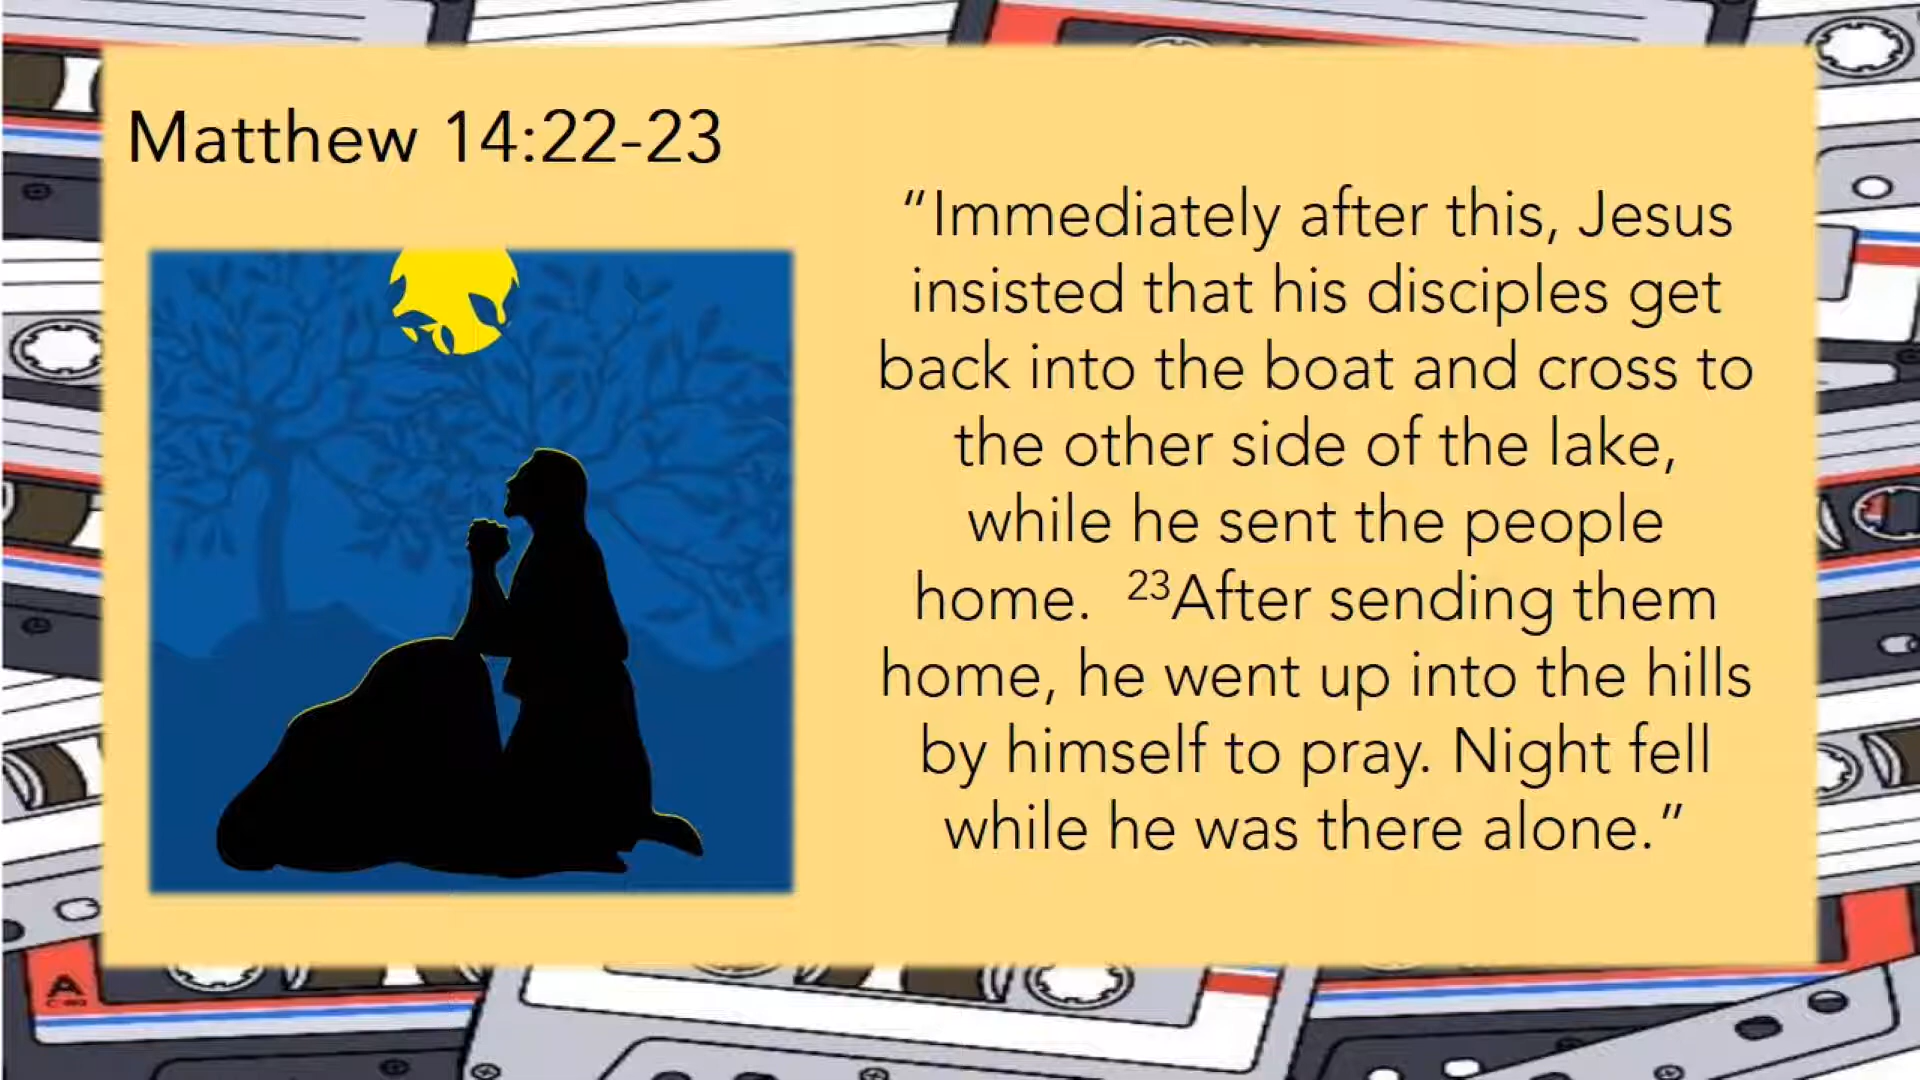 Matthew 14:22-23
“Immediately after this, Jesus
insisted that his disciples get
back into the boat and cross to
the other side of the lake,
while he sent the people
home. ²³After sending them
home, he went up into the hills
by himself to pray. Night fell
while he was there alone.”
A